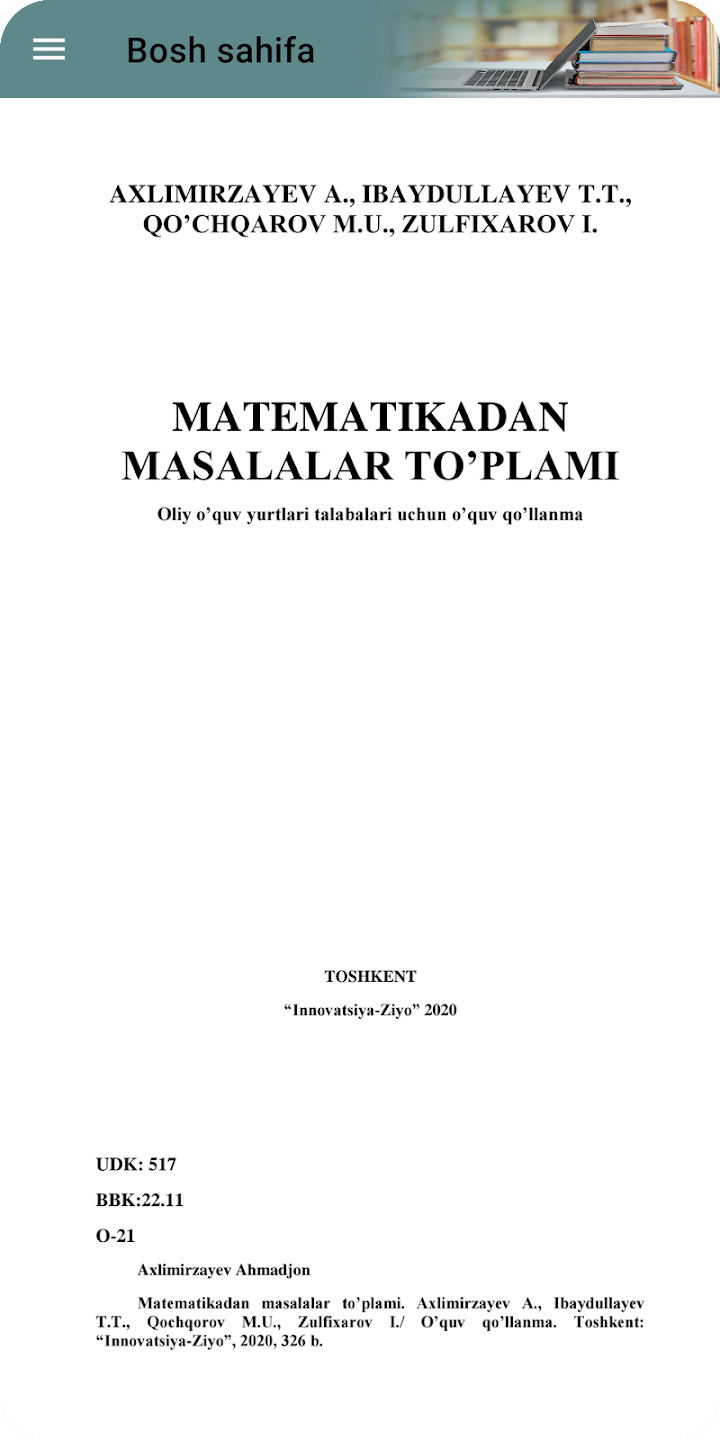 Bosh sahifa
AXLIMIRZAYEV A., IBAYDULLAYEV T.T.,
QO’CHQAROV M.U., ZULFIXAROV I.
MATEMATIKADAN
MASALALAR TO’PLAMI
Oliy o’quv yurtlari talabalari uchun o’quv qo’llanma
TOSHKENT
“Innovatsiya-Ziyo” 2020
UDK: 517
BBK:22.11
O-21
Axlimirzayev Ahmadjon
Matematikadan masalalar to’plami. Axlimirzayev A., Ibaydullayev
T.T., Qochqorov M.U., Zulfixarov I./ O’quv qo’llanma. Toshkent:
“Innovatsiya-Ziyo”, 2020, 326 b.